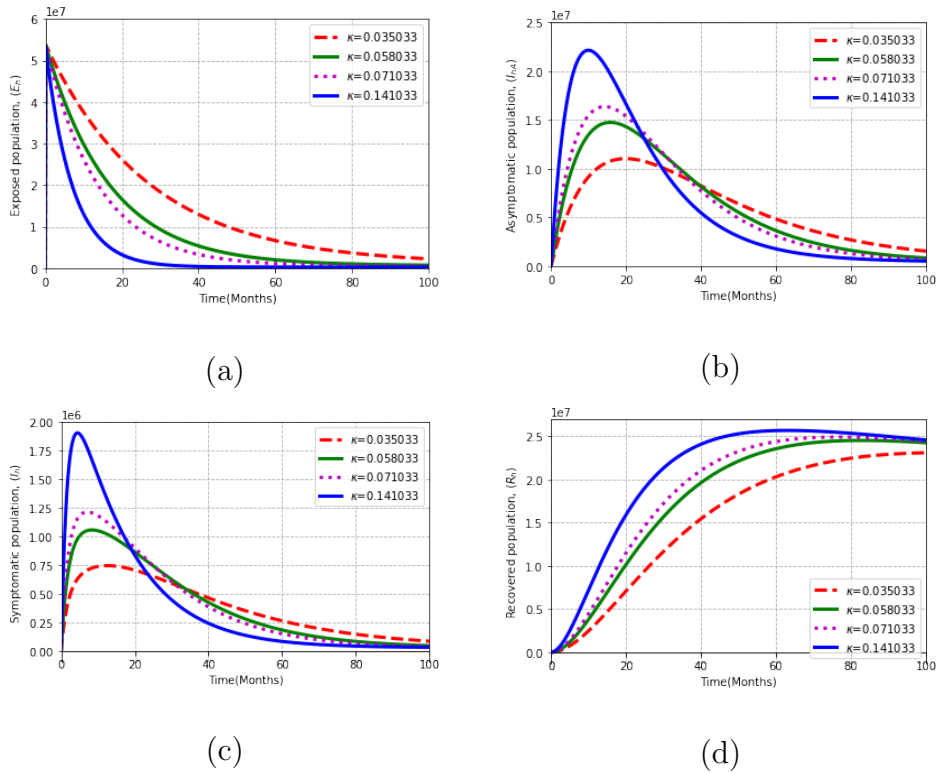 1e7
6
5
4
3
2
1
0
Exposed population, (E_h)
κ=0.035033
κ=0.058033
κ=0.071033
κ=0.141033
0 20 40 60 80 100
Time(Months)
(a)
1e7
2.5
2.0
1.5
1.0
0.5
0.0
Asymptomatic population, (I_hA)
κ=0.035033
κ=0.058033
κ=0.071033
κ=0.141033
0 20 40 60 80 100
Time(Months)
(b)
1e6
2.00
1.75
1.50
1.25
1.00
0.75
0.50
0.25
0.00
Symptomatic population, (I_h)
κ=0.035033
κ=0.058033
κ=0.071033
κ=0.141033
0 20 40 60 80 100
Time(Months)
(c)
1e7
2.5
2.0
1.5
1.0
0.5
0.0
Recovered population, (R_h)
κ=0.035033
κ=0.058033
κ=0.071033
κ=0.141033
0 20 40 60 80 100
Time(Months)
(d)